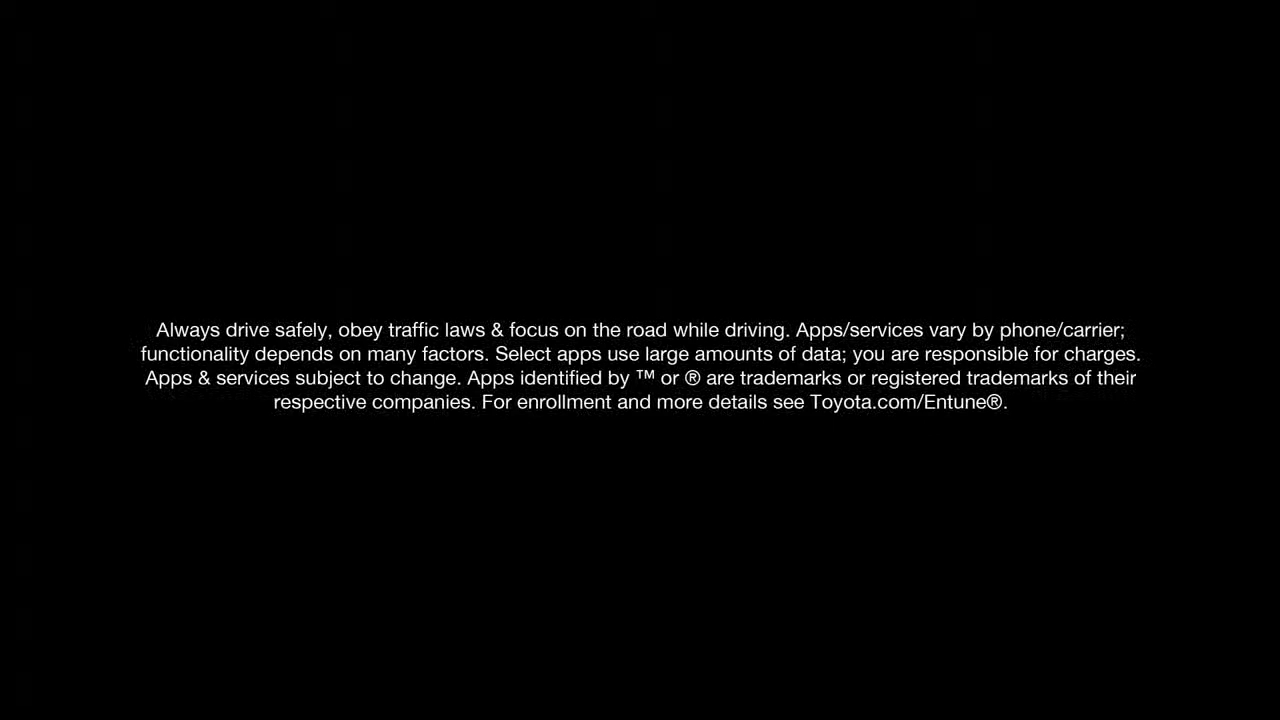 Always drive safely, obey traffic laws & focus on the road while driving. Apps/services vary by phone/carrier;
functionality depends on many factors. Select apps use large amounts of data; you are responsible for charges.
Apps & services subject to change. Apps identified by ™ or ® are trademarks or registered trademarks of their
respective companies. For enrollment and more details see Toyota.com/Entune®.